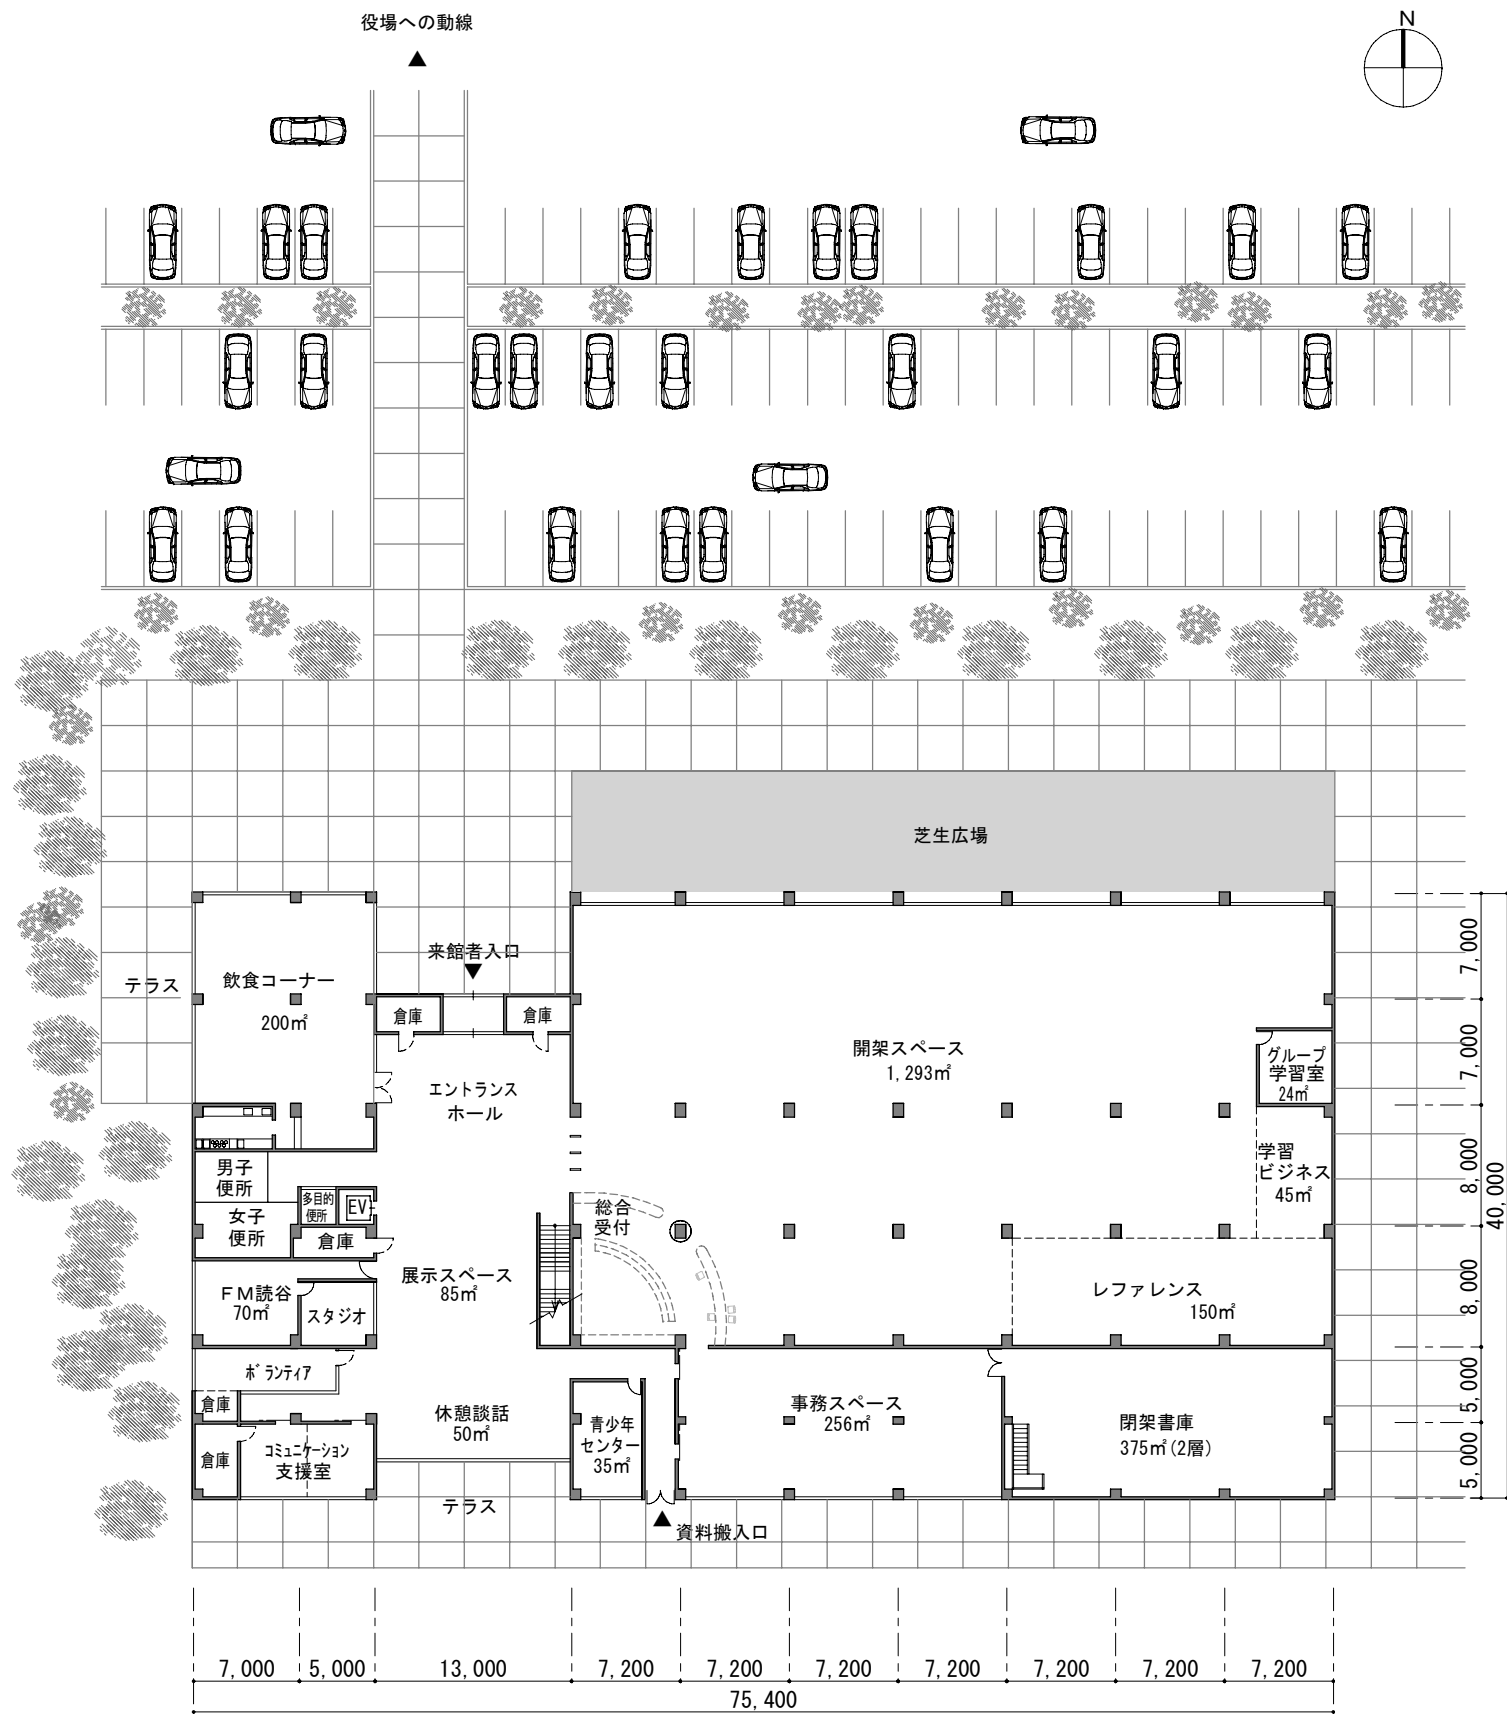 役場への動線
N
芝生広場
来館者入口
テラス
飲食コーナー
200㎡
倉庫
倉庫
開架スペース
1,293㎡
グループ
学習室
24㎡
エントランス
ホール
学習
ビジネス
45㎡
男子
便所
女子
便所
多目的
便所
EV
倉庫
総合
受付
展示スペース
85㎡
FM読谷
70㎡
スタジオ
レファレンス
150㎡
ボランティア
倉庫
倉庫
コミュニケーション
支援室
休憩談話
50㎡
青少年
センター
35㎡
事務スペース
256㎡
閉架書庫
375㎡(2層)
テラス
資料搬入口
7,000
7,000
8,000
8,000
5,000
5,000
40,000
7,000
5,000
13,000
7,200
7,200
7,200
7,200
7,200
7,200
7,200
75,400